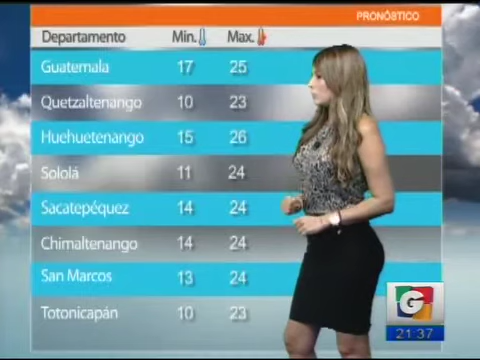 PRONÓSTICO
Departamento Min. Max.
Guatemala 17 25
Quetzaltenango 10 23
Huehuetenango 15 26
Sololá 11 24
Sacatepéquez 14 24
Chimaltenango 14 24
San Marcos 13 24
Totonicapán 10 23
G
21:37